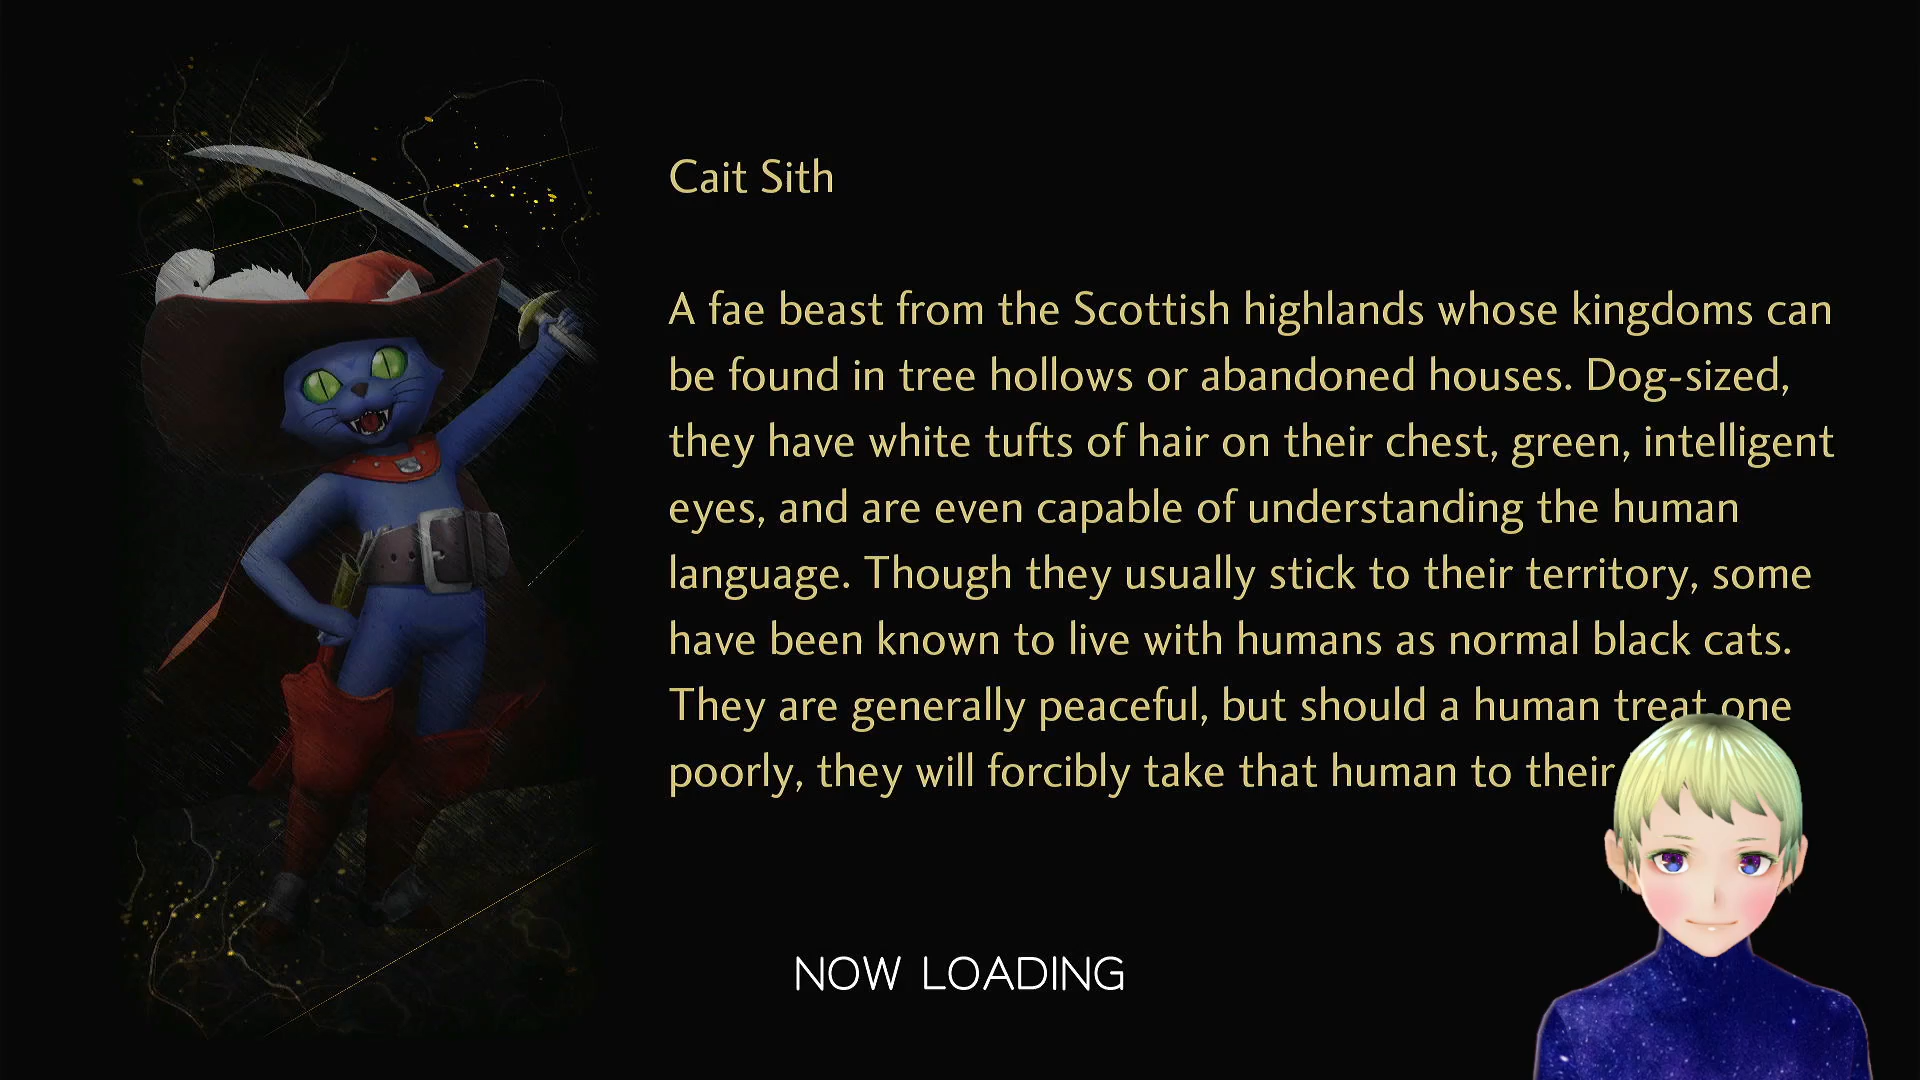 Cait Sith
A fae beast from the Scottish highlands whose kingdoms can
be found in tree hollows or abandoned houses. Dog-sized,
they have white tufts of hair on their chest, green, intelligent
eyes, and are even capable of understanding the human
language. Though they usually stick to their territory, some
have been known to live with humans as normal black cats.
They are generally peaceful, but should a human treat one
poorly, they will forcibly take that human to their
NOW LOADING